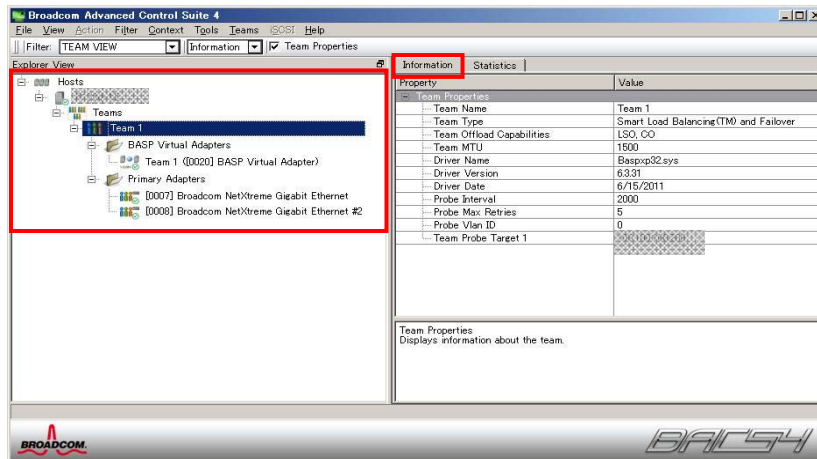 Broadcom Advanced Control Suite 4
File View Action Filter Context Tools Teams iSCSI Help
Filter: TEAM VIEW Information Team Properties
Explorer View
Hosts
Teams
Team 1
BASP Virtual Adapters
Team 1 ([0020] BASP Virtual Adapter)
Primary Adapters
[0007] Broadcom NetXtreme Gigabit Ethernet
[0008] Broadcom NetXtreme Gigabit Ethernet #2
Information Statistics
Property Value
Team Properties
Team Name Team 1
Team Type Smart Load Balancing(TM) and Failover
Team Offload Capabilities LSO, CO
Team MTU 1500
Driver Name Baspxp32.sys
Driver Version 6.3.31
Driver Date 6/15/2011
Probe Interval 2000
Probe Max Retries 5
Probe Vlan ID 0
Team Probe Target 1
Team Properties
Displays information about the team.
BROADCOM.
BACS4